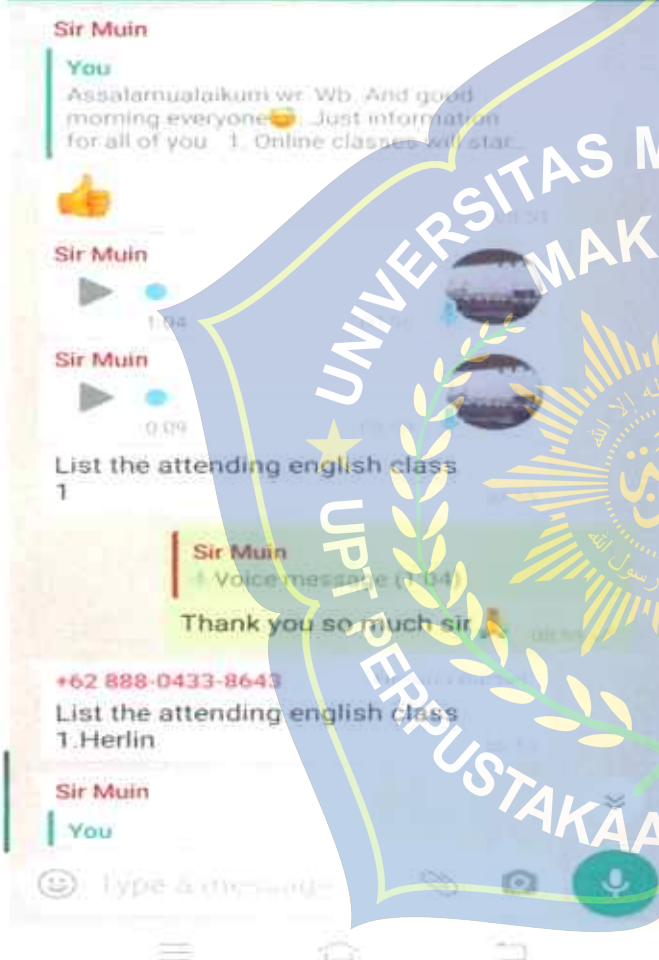 Sir Muin
You
Assalamualaikum wr. Wb. And good
morning everyone😅. Just information
for all of you. 1. Online classes will star...
👍
Sir Muin
1:04
Sir Muin
0:09
List the attending english class
1
Sir Muin
Voice message (1:04)
Thank you so much sir 🙏
+62 888-0433-8643
List the attending english class
1.Herlin
Sir Muin
You
Type a message
UNIVERSITAS M
MAK
UPT PERPUSTAKAA